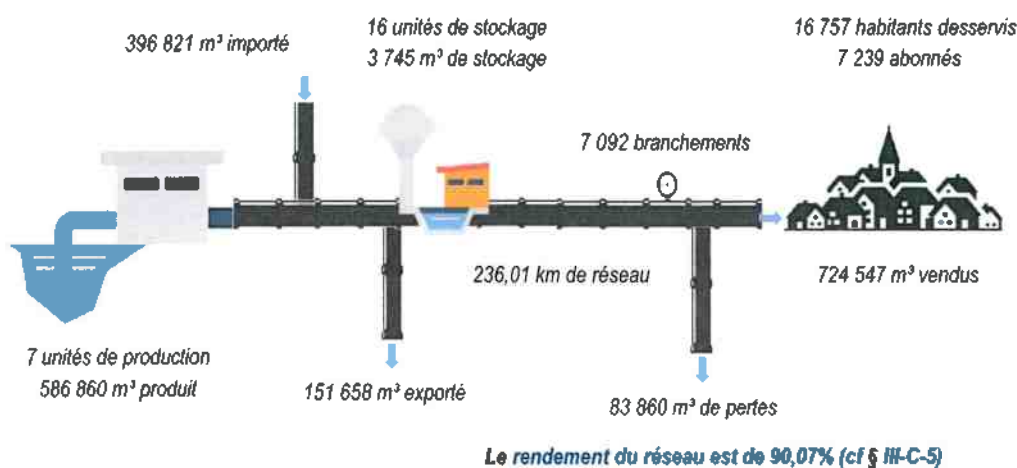 396 821 m³ importé
16 unités de stockage
3 745 m³ de stockage
16 757 habitants desservis
7 239 abonnés
7 092 branchements
236,01 km de réseau
724 547 m³ vendus
7 unités de production
586 860 m³ produit
151 658 m³ exporté
83 860 m³ de pertes
Le rendement du réseau est de 90,07% (cf § III-C-5)